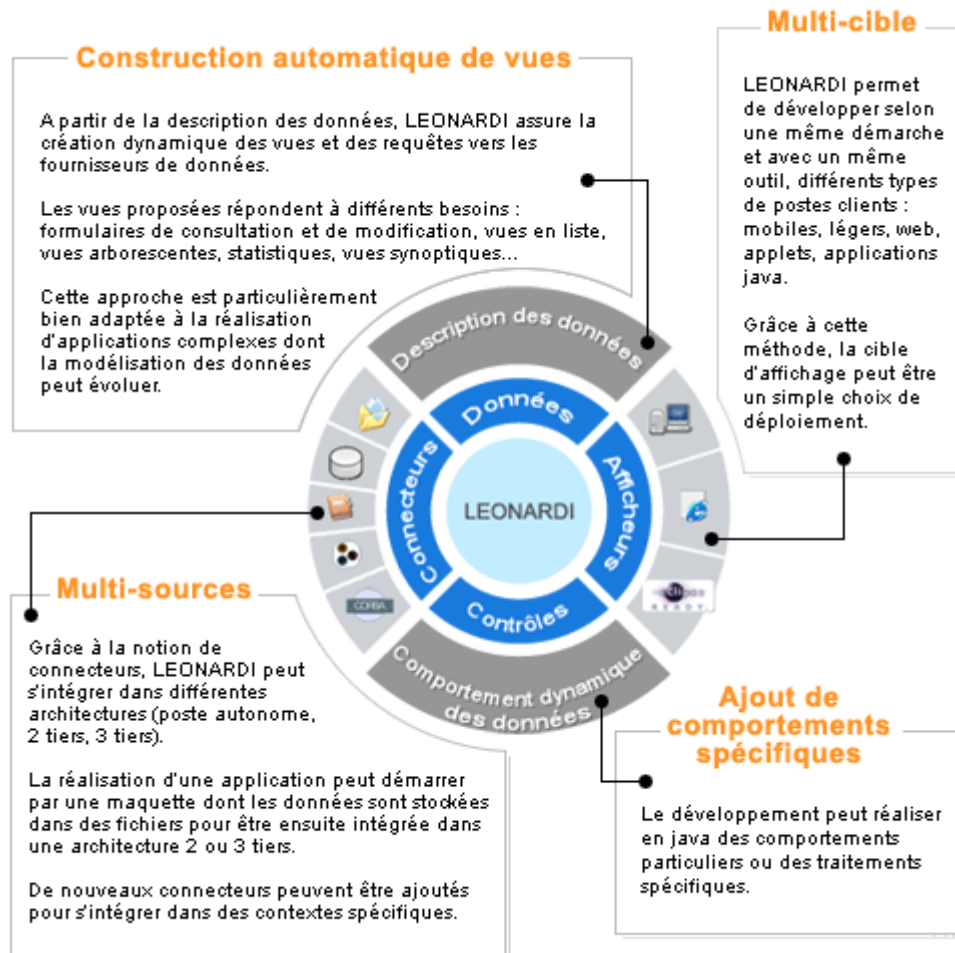 Construction automatique de vues
A partir de la description des données, LEONARDI assure la
création dynamique des vues et des requêtes vers les
fournisseurs de données.
Les vues proposées répondent à différents besoins :
formulaires de consultation et de modification, vues en liste,
vues arborescentes, statistiques, vues synoptiques...
Cette approche est particulièrement
bien adaptée à la réalisation
d'applications complexes dont
la modélisation des données
peut évoluer.
Multi-cible
LEONARDI permet
de développer selon
une même démarche
et avec un même
outil, différents types
de postes clients :
mobiles, légers, web,
applets, applications
java.
Grâce à cette
méthode, la cible
d'affichage peut être
un simple choix de
déploiement.
Description des données
Données
Connecteurs
LEONARDI
Afficheurs
Contrôles
Comportement dynamique
des données
CORBA
READY
Multi-sources
Grâce à la notion de
connecteurs, LEONARDI peut
s'intégrer dans différentes
architectures (poste autonome,
2 tiers, 3 tiers).
La réalisation d'une application peut démarrer
par une maquette dont les données sont stockées
dans des fichiers pour être ensuite intégrée dans
une architecture 2 ou 3 tiers.
De nouveaux connecteurs peuvent être ajoutés
pour s'intégrer dans des contextes spécifiques.
Ajout de
comportements
spécifiques
Le développement peut réaliser
en java des comportements
particuliers ou des traitements
spécifiques.